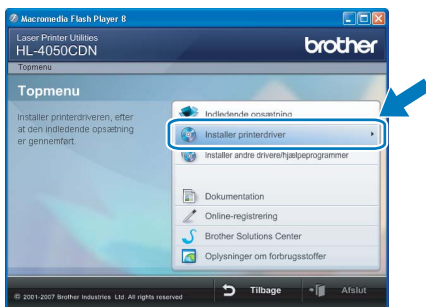 Macromedia Flash Player 8
Laser Printer Utilities
HL-4050CDN
brother
Topmenu
Topmenu
Installer printerdriveren, efter
at den indledende opsætning
er gennemført.
Indledende opsætning
Installer printerdriver
Installer andre drivere/hjælpeprogrammer
Dokumentation
Online-registrering
Brother Solutions Center
Oplysninger om forbrugsstoffer
© 2001-2007 Brother Industries Ltd. All rights reserved
Tilbage
Afslut